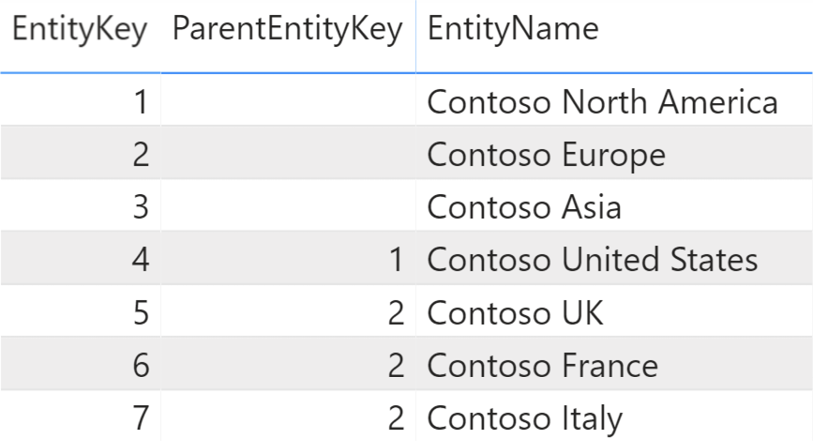 EntityKey ParentEntityKey EntityName
1 Contoso North America
2 Contoso Europe
3 Contoso Asia
4 1 Contoso United States
5 2 Contoso UK
6 2 Contoso France
7 2 Contoso Italy